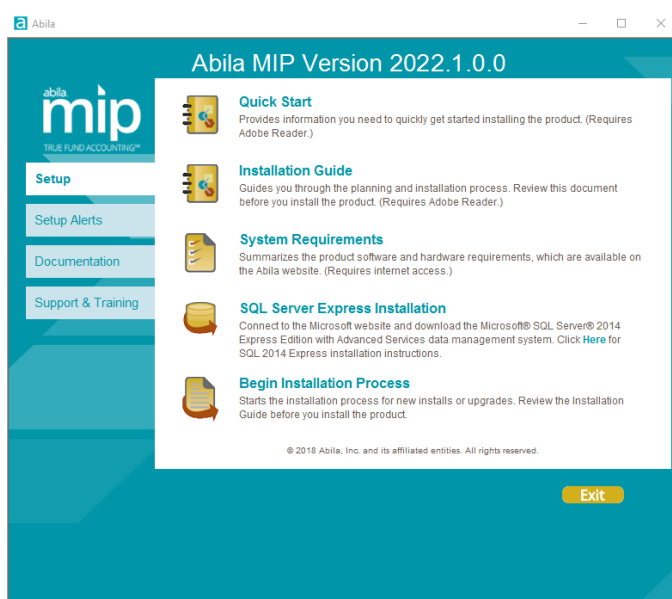 Abila
Abila MIP Version 2022.1.0.0
abila
mip
TRUE FUND ACCOUNTING™
Setup
Setup Alerts
Documentation
Support & Training
Quick Start
Provides information you need to quickly get started installing the product. (Requires
Adobe Reader.)
Installation Guide
Guides you through the planning and installation process. Review this document
before you install the product. (Requires Adobe Reader.)
System Requirements
Summarizes the product software and hardware requirements, which are available on
the Abila website. (Requires internet access.)
SQL Server Express Installation
Connect to the Microsoft website and download the Microsoft® SQL Server® 2014
Express Edition with Advanced Services data management system. Click Here for
SQL 2014 Express installation instructions.
Begin Installation Process
Starts the installation process for new installs or upgrades. Review the Installation
Guide before you install the product.
© 2018 Abila, Inc. and its affiliated entities. All rights reserved.
Exit